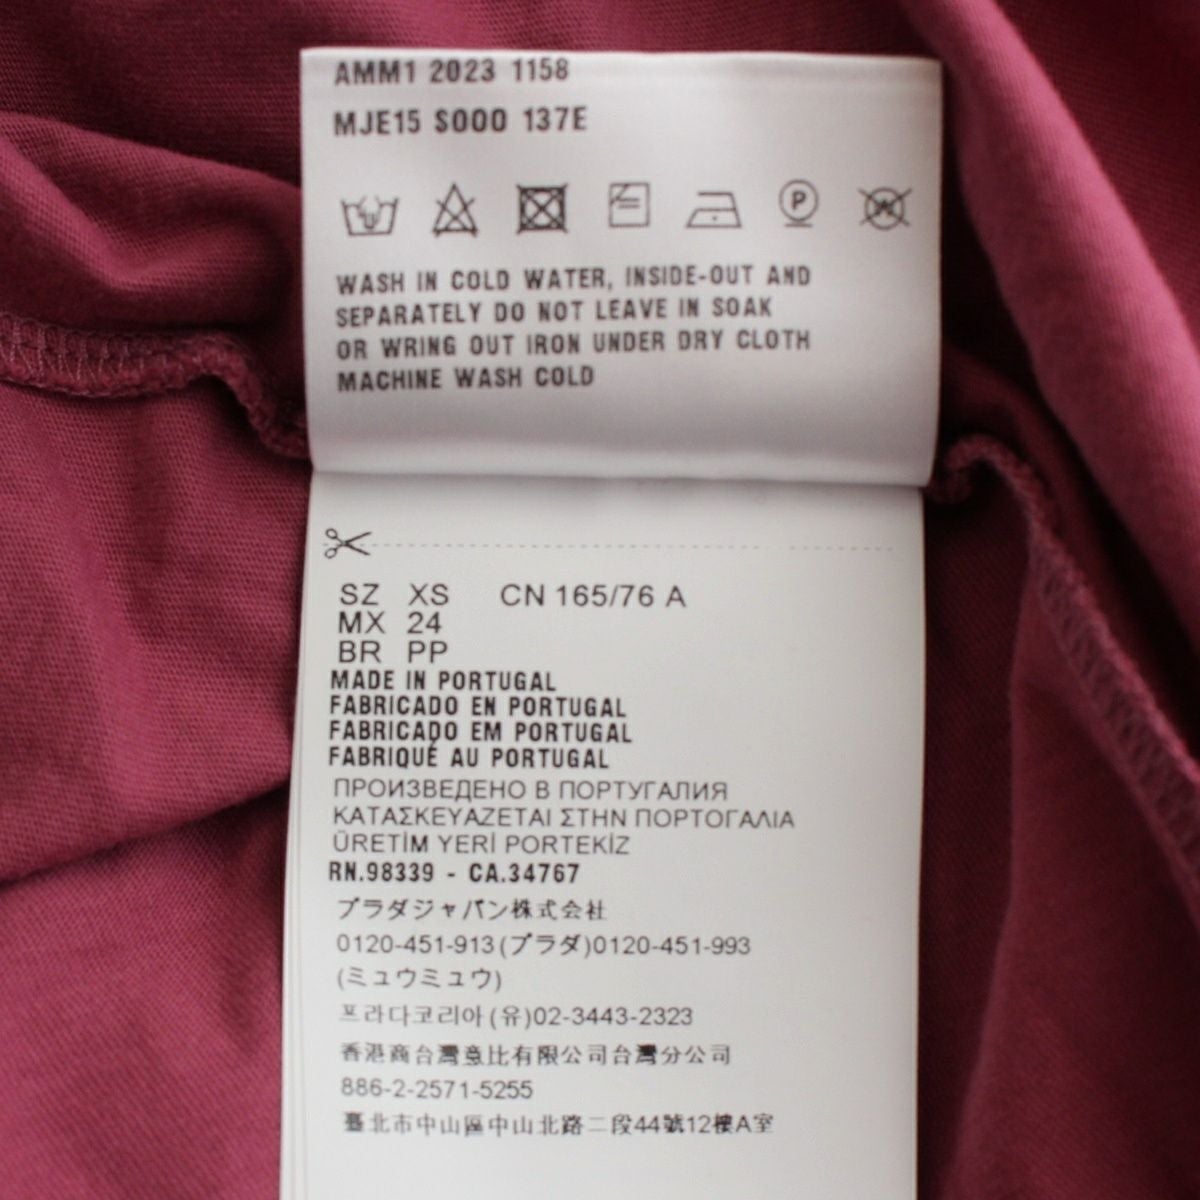 AMM1 2023 1158
MJE15 S000 137E
P
WASH IN COLD WATER, INSIDE-OUT AND
SEPARATELY DO NOT LEAVE IN SOAK
OR WRING OUT IRON UNDER DRY CLOTH
MACHINE WASH COLD
SZ XS CN 165/76 A
MX 24
BR PP
MADE IN PORTUGAL
FABRICADO EN PORTUGAL
FABRICADO EM PORTUGAL
FABRIQUÉ AU PORTUGAL
ПРОИЗВЕДЕНО В ПОРТУГАЛИЯ
ΚΑΤΑΣΚΕΥΑΖΕΤΑΙ ΣΤΗΝ ΠΟΡΤΟΓΑΛΙΑ
ÜRETİM YERİ PORTEKİZ
RN.98339 - CA.34767
プラダジャパン株式会社
0120-451-913(プラダ)0120-451-993
(ミュウミュウ)
프라다코리아(유)02-3443-2323
香港商台灣意比有限公司台灣分公司
886-2-2571-5255
臺北市中山區中山北路二段44號12樓A室